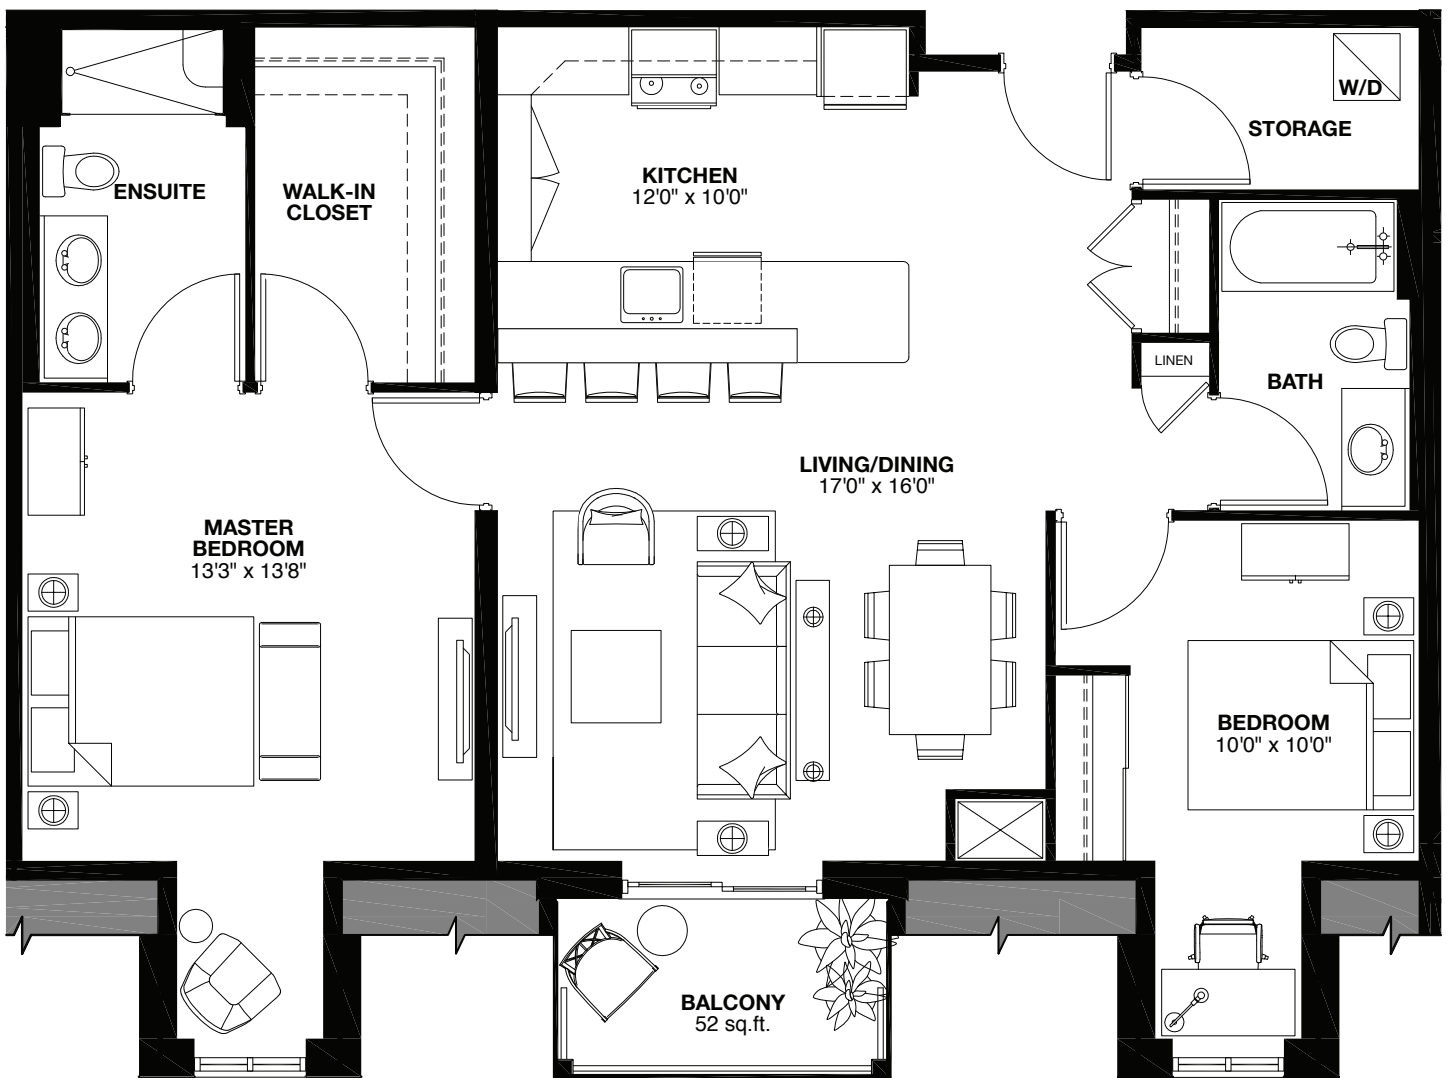 W/D
STORAGE
KITCHEN
12'0" x 10'0"
ENSUITE
WALK-IN
CLOSET
LINEN
BATH
LIVING/DINING
17'0" x 16'0"
MASTER
BEDROOM
13'3" x 13'8"
BEDROOM
10'0" x 10'0"
BALCONY
52 sq.ft.